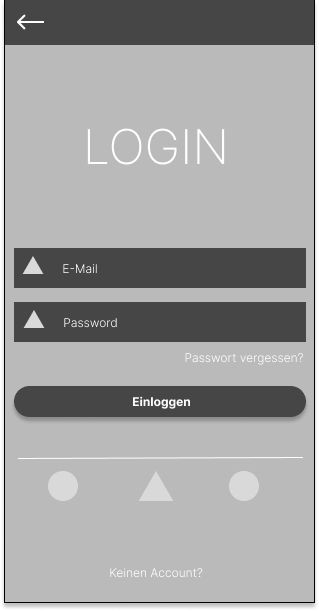 LOGIN
E-Mail
Password
Passwort vergessen?
Einloggen
Keinen Account?